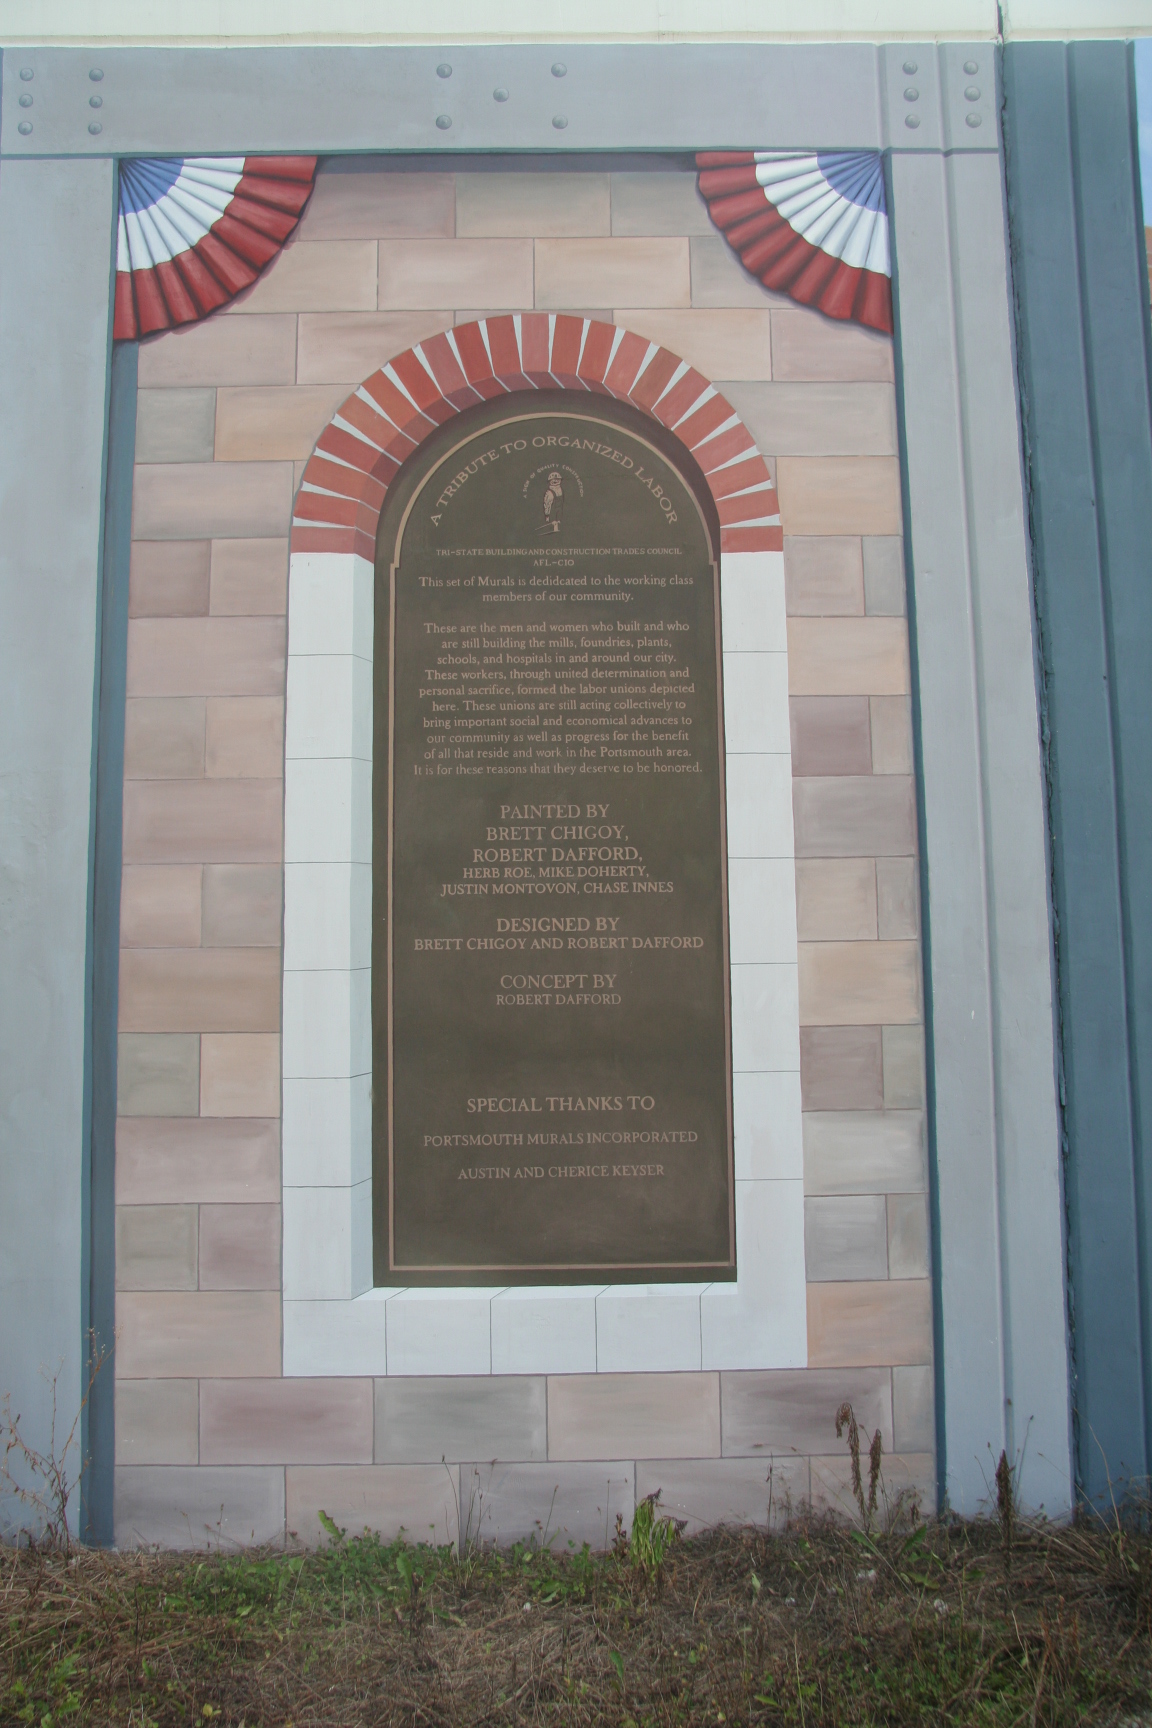 A TRIBUTE TO ORGANIZED LABOR
A SIGN OF QUALITY CONSTRUCTION
TRI-STATE BUILDING AND CONSTRUCTION TRADES COUNCIL
AFL-CIO
This set of Murals is dedidcated to the working class
members of our community.
These are the men and women who built and who
are still building the mills, foundries, plants,
schools, and hospitals in and around our city.
These workers, through united determination and
personal sacrifice, formed the labor unions depicted
here. These unions are still acting collectively to
bring important social and economical advances to
our community as well as progress for the benefit
of all that reside and work in the Portsmouth area.
It is for these reasons that they deserve to be honored.
PAINTED BY
BRETT CHIGOY,
ROBERT DAFFORD,
HERB ROE, MIKE DOHERTY,
JUSTIN MONTOVON, CHASE INNES
DESIGNED BY
BRETT CHIGOY AND ROBERT DAFFORD
CONCEPT BY
ROBERT DAFFORD
SPECIAL THANKS TO
PORTSMOUTH MURALS INCORPORATED
AUSTIN AND CHERICE KEYSER